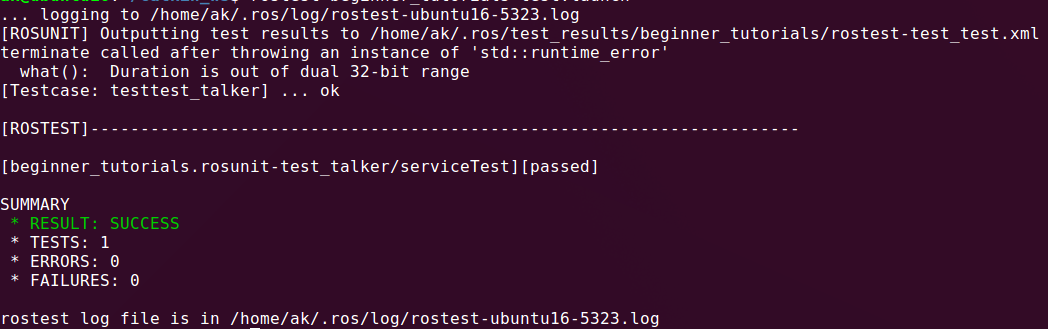 ... logging to /home/ak/.ros/log/rostest-ubuntu16-5323.log
[ROSUNIT] Outputting test results to /home/ak/.ros/test_results/beginner_tutorials/rostest-test_test.xml
terminate called after throwing an instance of 'std::runtime_error'
  what():  Duration is out of dual 32-bit range
[Testcase: testtest_talker] ... ok
[ROSTEST]-----------------------------------------------------------------------
[beginner_tutorials.rosunit-test_talker/serviceTest][passed]
SUMMARY
 * RESULT: SUCCESS
 * TESTS: 1
 * ERRORS: 0
 * FAILURES: 0
rostest log file is in /home/ak/.ros/log/rostest-ubuntu16-5323.log